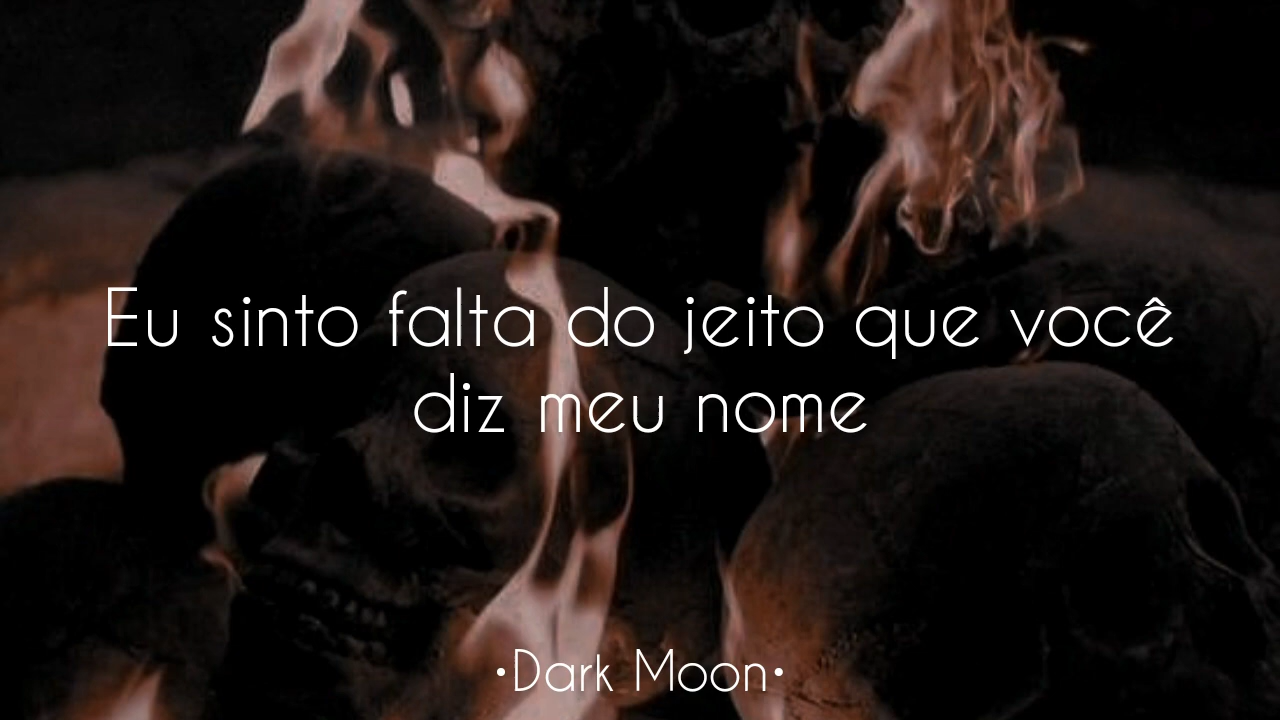 Eu sinto falta do jeito que você
diz meu nome
•Dark Moon•